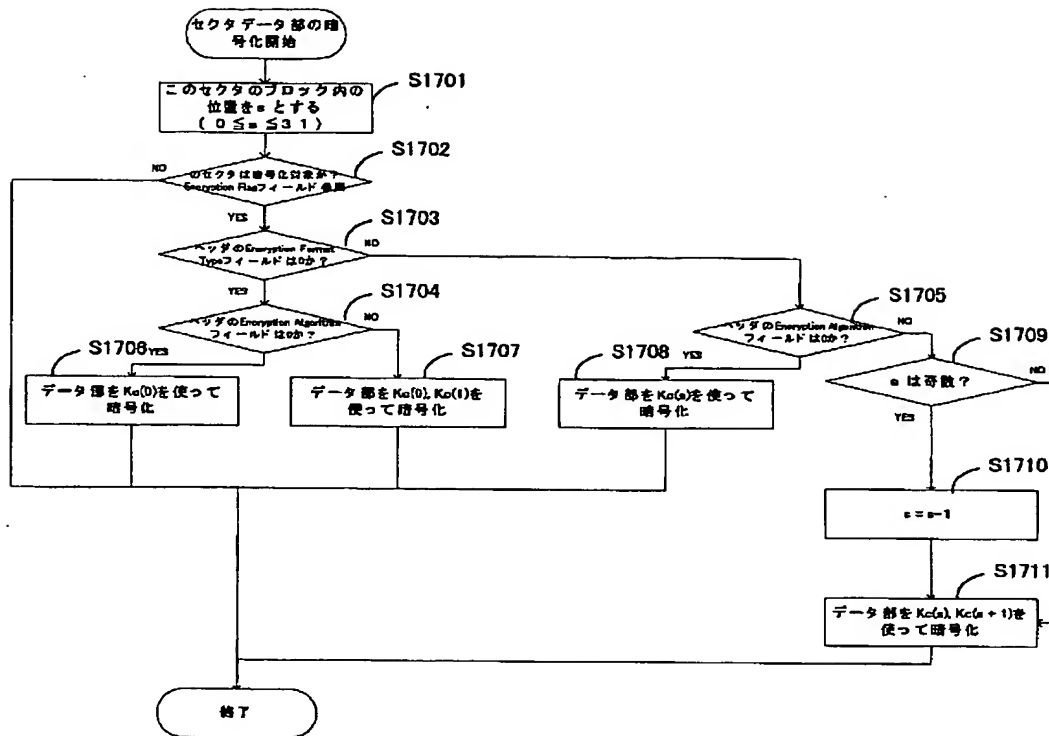 セクタデータ部の暗
号化開始
S1701
このセクタのブロック内の
位置をsとする
( 0 ≦s ≦3 1 )
S1702
NO
のセクタは暗号化対象か?
Encryption Flagフィールド参照
YES
S1703
ヘッダのEncryption Format
Typeフィールドは0か?
NO
YES
S1704
ヘッダのEncryption Algorithm
フィールドは0か?
NO
S1705
ヘッダのEncryption Algorithm
フィールドは0か?
NO
S1706
YES
データ部をKc(0)を使って
暗号化
S1707
データ部をKc(0), Kc(1)を
使って暗号化
S1708
YES
データ部をKc(s)を使って
暗号化
S1709
s は奇数?
NO
YES
S1710
s = s-1
S1711
データ部をKc(s), Kc(s + 1)を
使って暗号化
終了